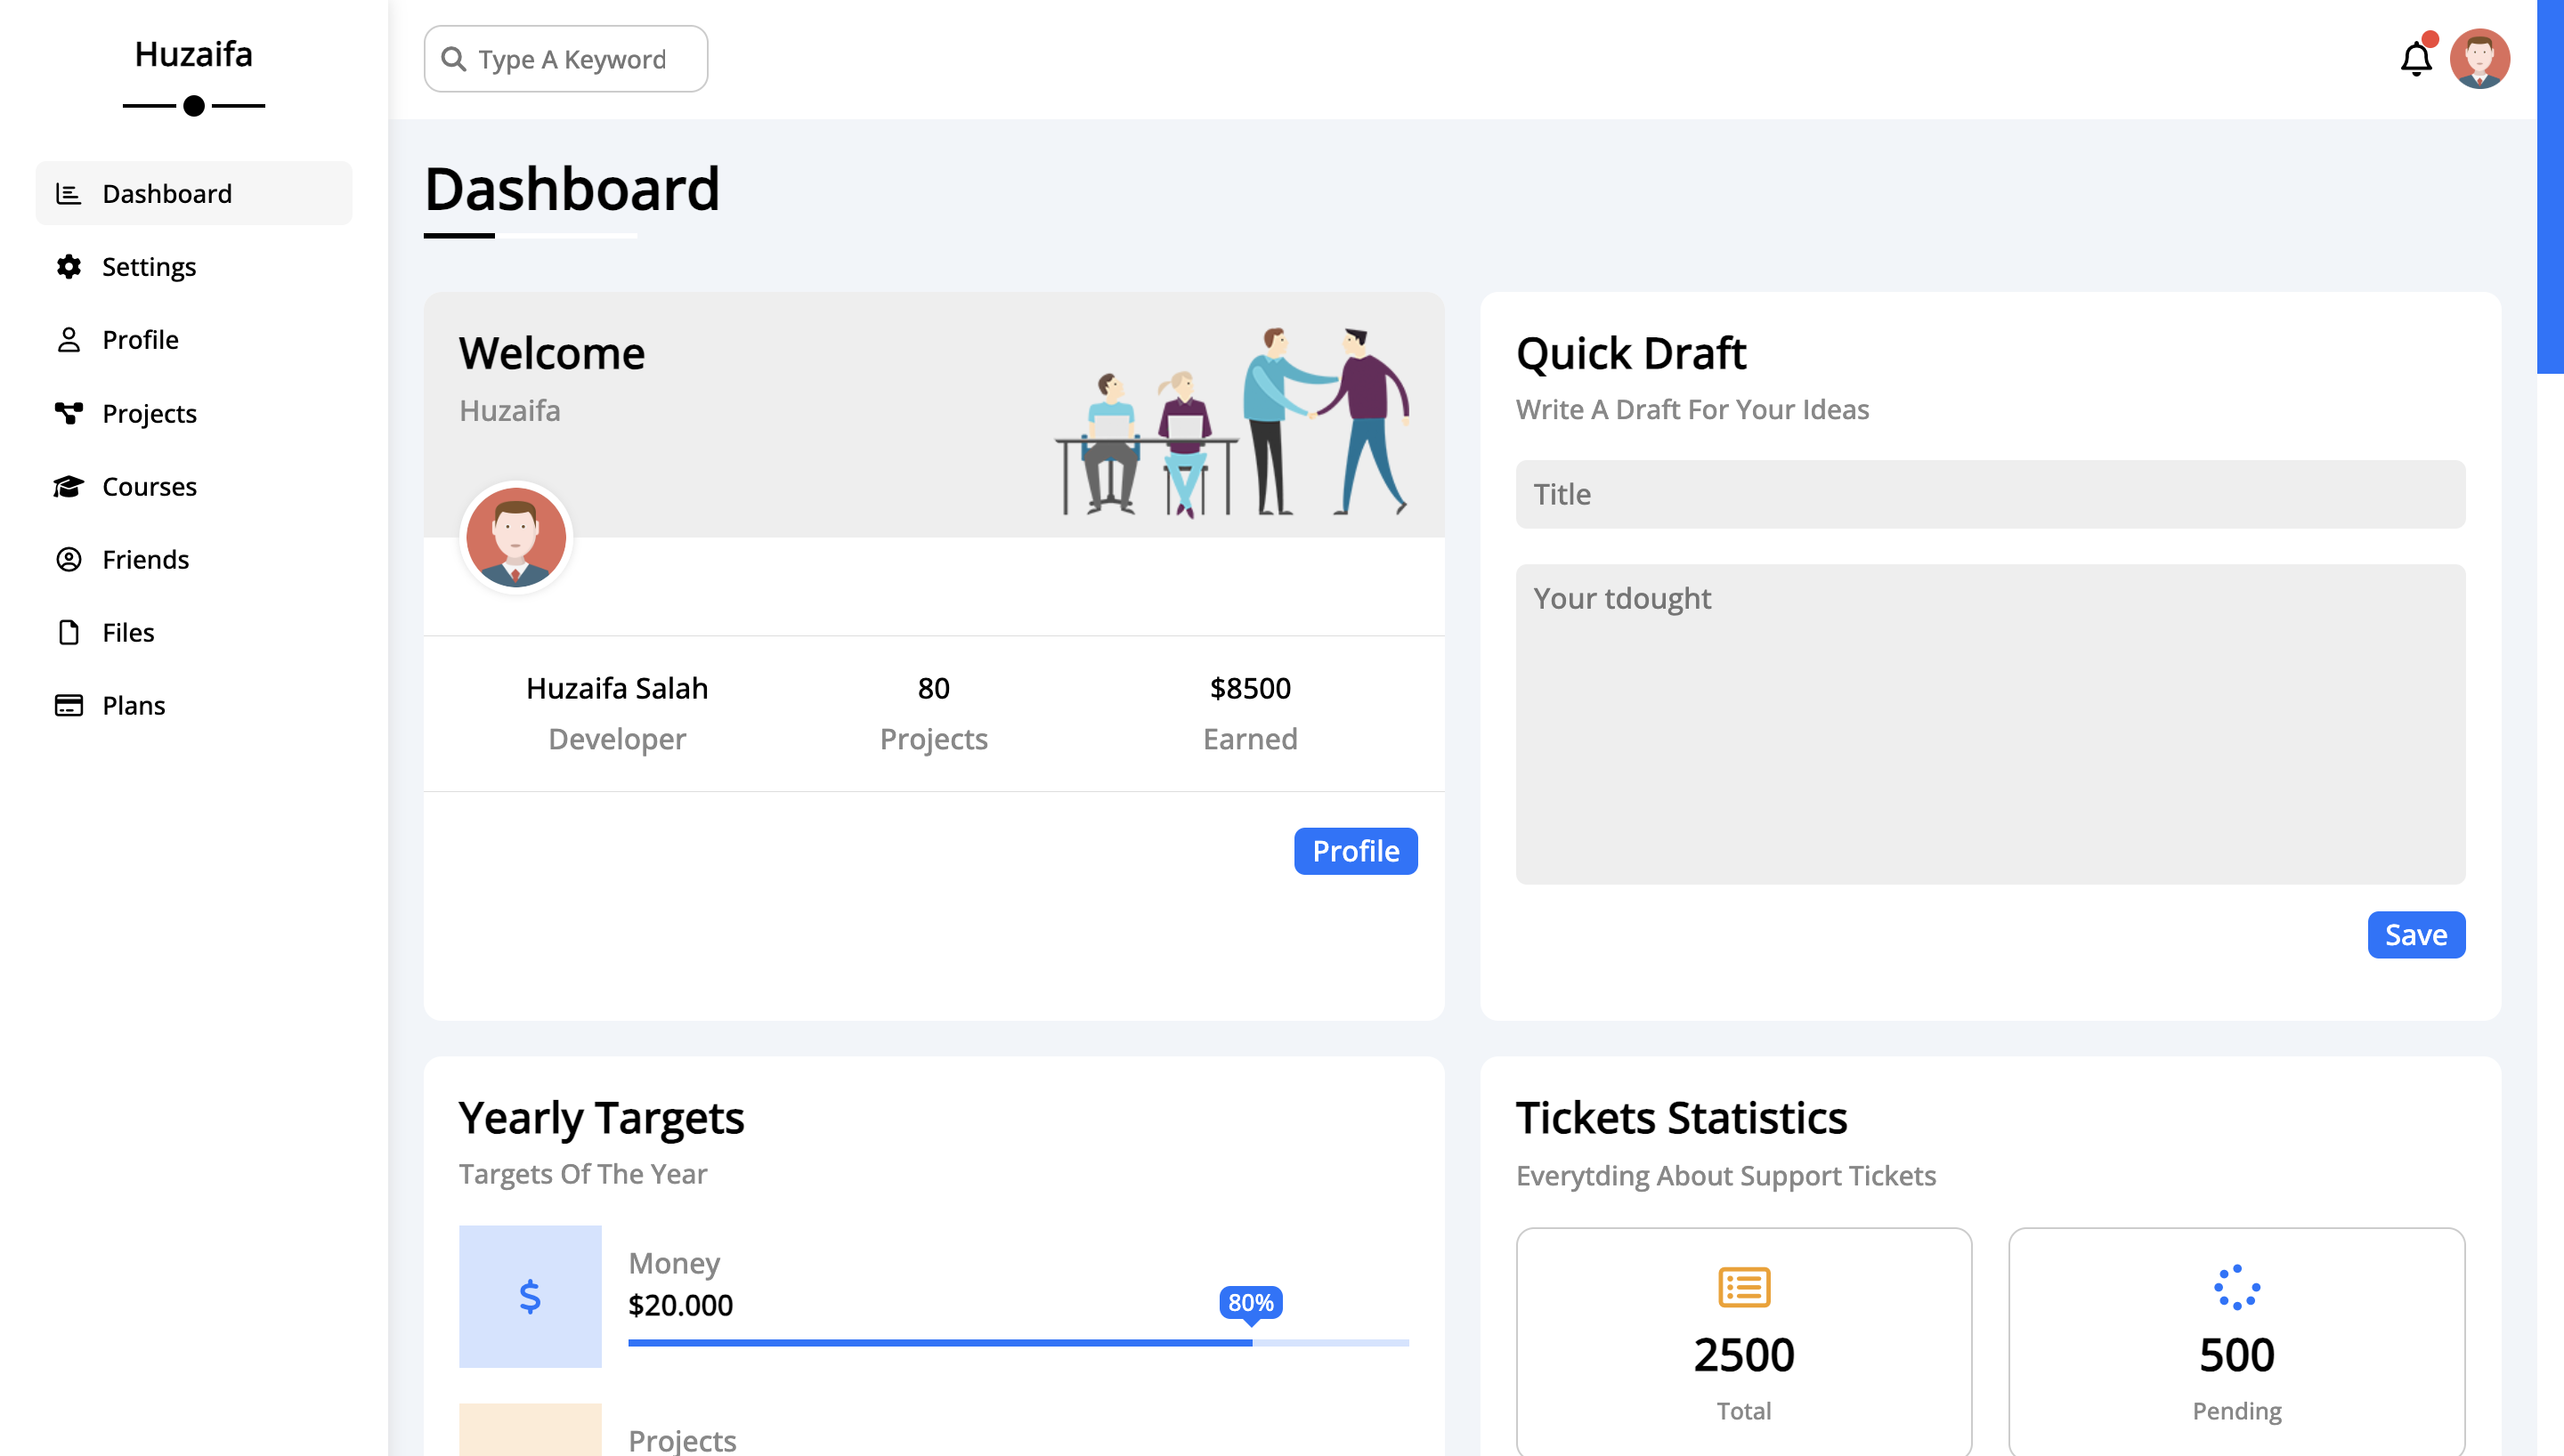 Huzaifa
Dashboard
Settings
Profile
Projects
Courses
Friends
Files
Plans
Type A Keyword
Dashboard
Welcome
Huzaifa
Huzaifa Salah
Developer
80
Projects
$8500
Earned
Profile
Quick Draft
Write A Draft For Your Ideas
Title
Your tdought
Save
Yearly Targets
Targets Of The Year
$
Money
$20.000
80%
Projects
Tickets Statistics
Everytding About Support Tickets
2500
Total
500
Pending